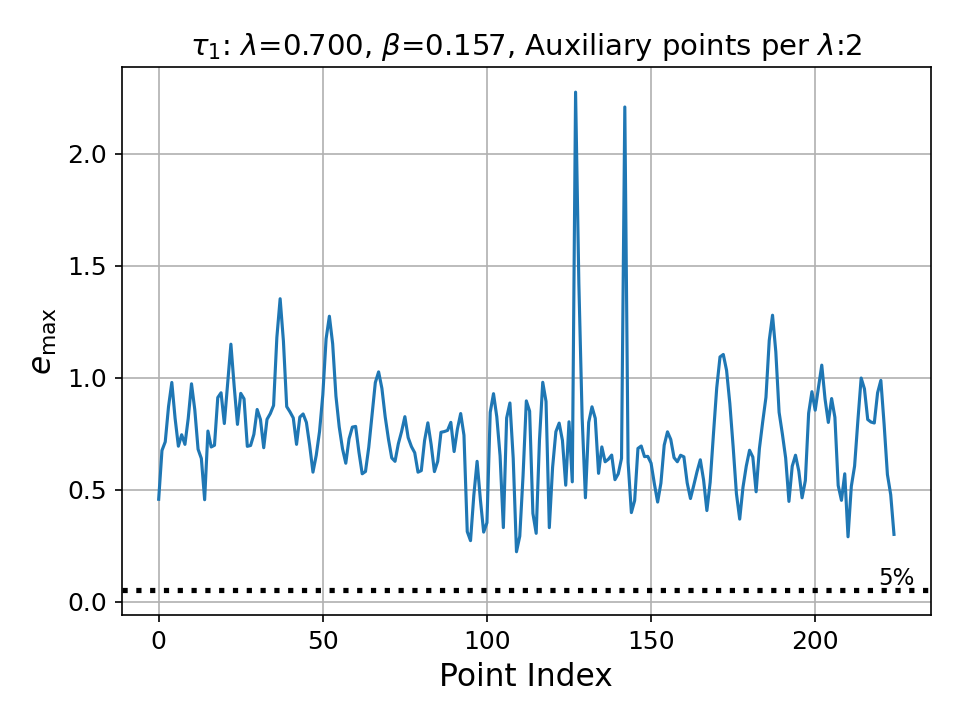 τ₁: λ=0.700, β=0.157, Auxiliary points per λ:2
e_max
2.0
1.5
1.0
0.5
0.0
5%
0 50 100 150 200
Point Index